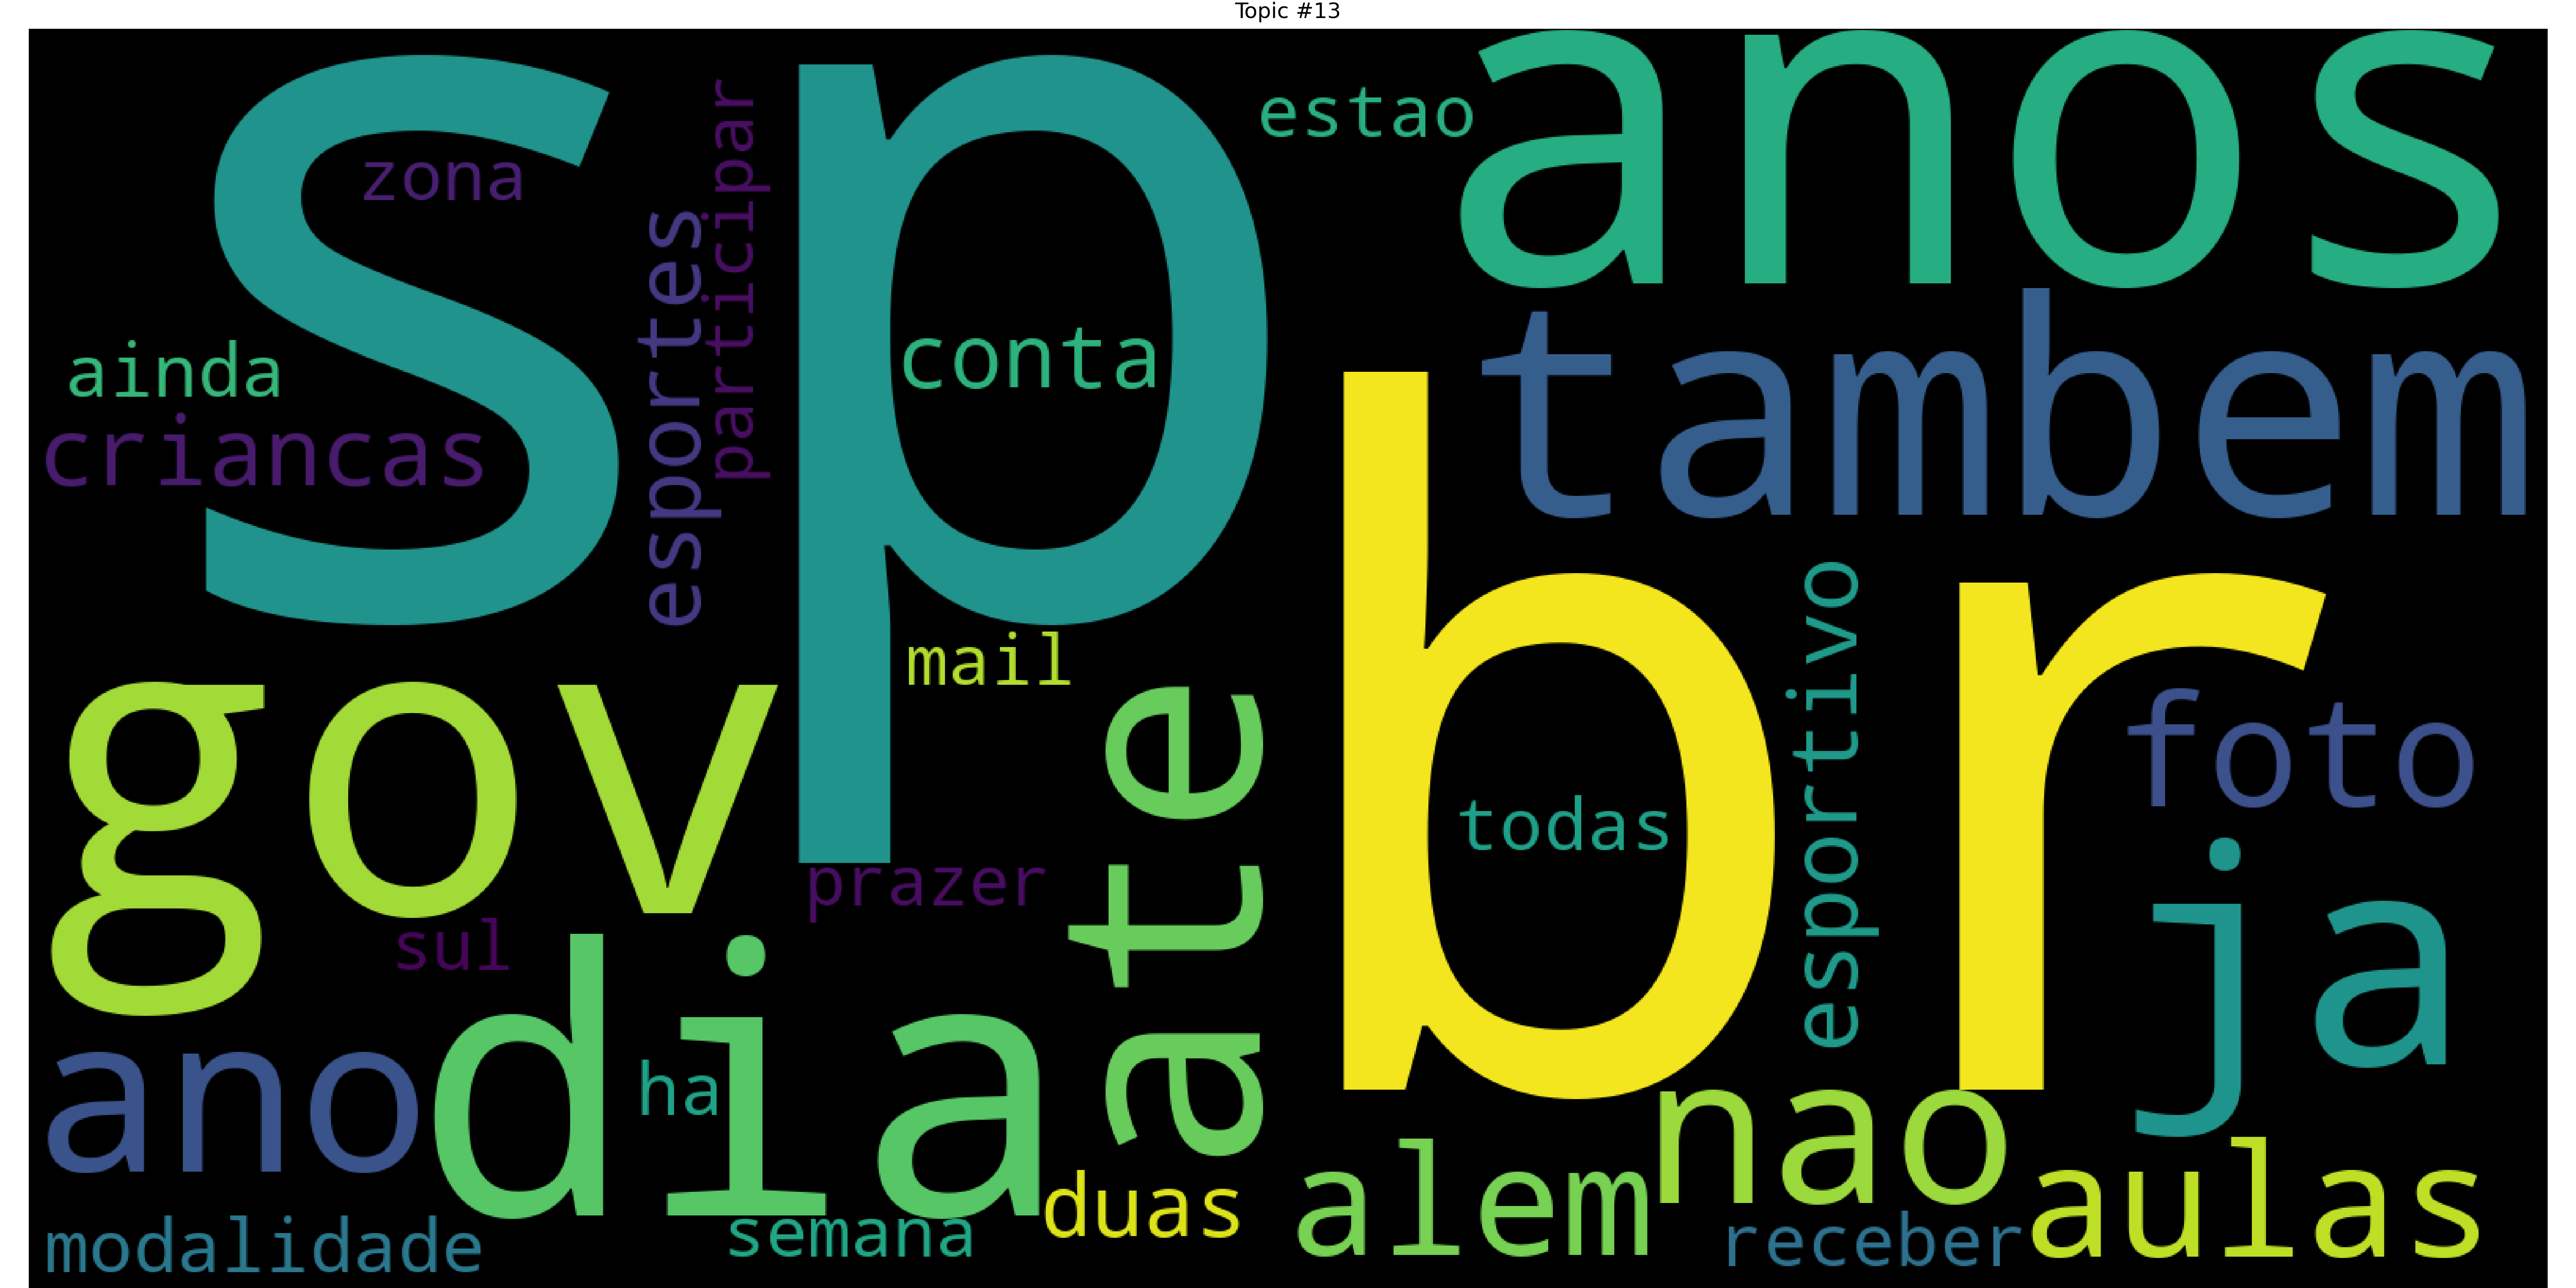 Topic #13
sp
anos
estao
zona
participar
esportes
conta
tambem
ainda
criancas
br
mail
gov
ate
esportivo
foto
todas
prazer
ja
sul
dia
ano
ha
nao
duas
alem
aulas
modalidade
semana
receber